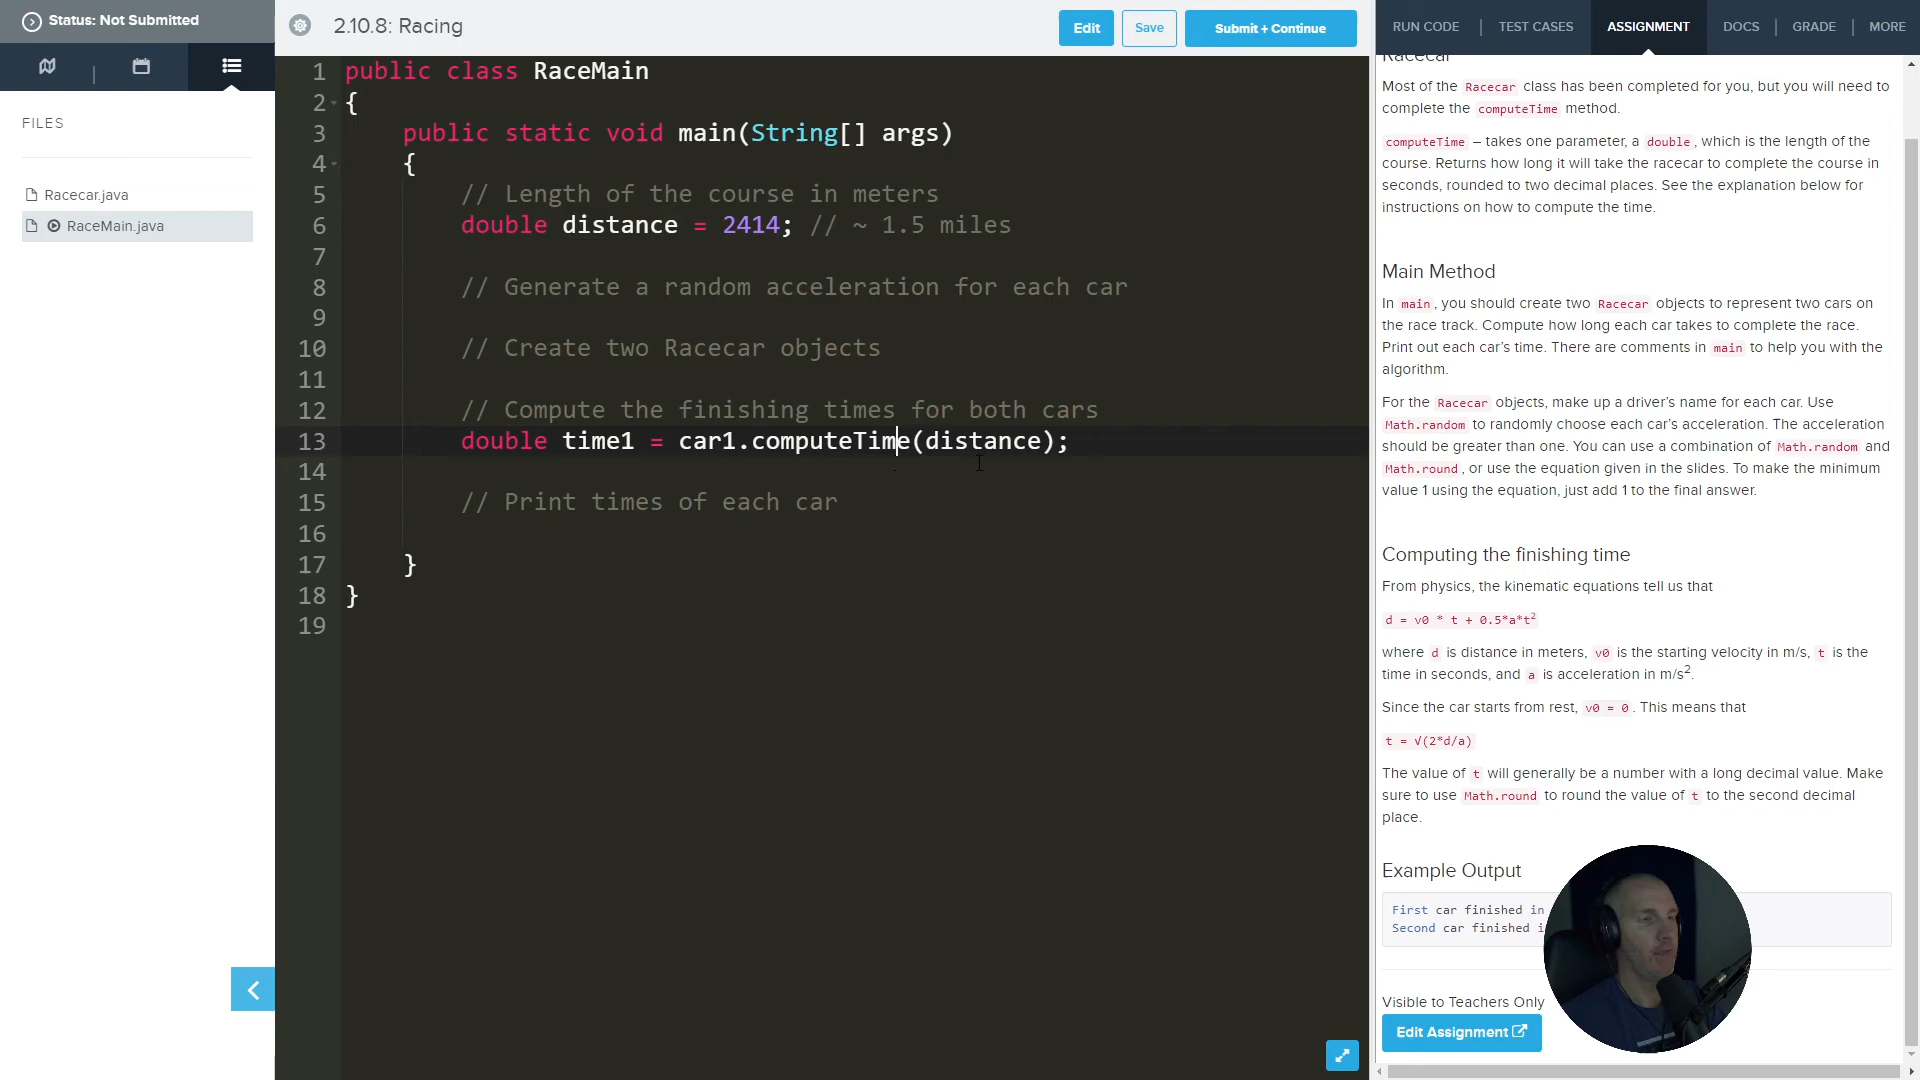 Status: Not Submitted
FILES
Racecar.java
RaceMain.java
2.10.8: Racing
Edit
Save
Submit + Continue
1 public class RaceMain
2 {
3 public static void main(String[] args)
4 {
5 // Length of the course in meters
6 double distance = 2414; // ~ 1.5 miles
7
8 // Generate a random acceleration for each car
9
10 // Create two Racecar objects
11
12 // Compute the finishing times for both cars
13 double time1 = car1.computeTime(distance);
14
15 // Print times of each car
16
17 }
18 }
19
RUN CODE
TEST CASES
ASSIGNMENT
DOCS
GRADE
MORE
Racecar
Most of the Racecar class has been completed for you, but you will need to
complete the computeTime method.
computeTime – takes one parameter, a double, which is the length of the
course. Returns how long it will take the racecar to complete the course in
seconds, rounded to two decimal places. See the explanation below for
instructions on how to compute the time.
Main Method
In main, you should create two Racecar objects to represent two cars on
the race track. Compute how long each car takes to complete the race.
Print out each car's time. There are comments in main to help you with the
algorithm.
For the Racecar objects, make up a driver's name for each car. Use
Math.random to randomly choose each car's acceleration. The acceleration
should be greater than one. You can use a combination of Math.random and
Math.round, or use the equation given in the slides. To make the minimum
value 1 using the equation, just add 1 to the final answer.
Computing the finishing time
From physics, the kinematic equations tell us that
d = v0 * t + 0.5*a*t²
where d is distance in meters, v0 is the starting velocity in m/s, t is the
time in seconds, and a is acceleration in m/s².
Since the car starts from rest, v0 = 0. This means that
t = √(2*d/a)
The value of t will generally be a number with a long decimal value. Make
sure to use Math.round to round the value of t to the second decimal
place.
Example Output
First car finished in
Second car finished i
Visible to Teachers Only
Edit Assignment